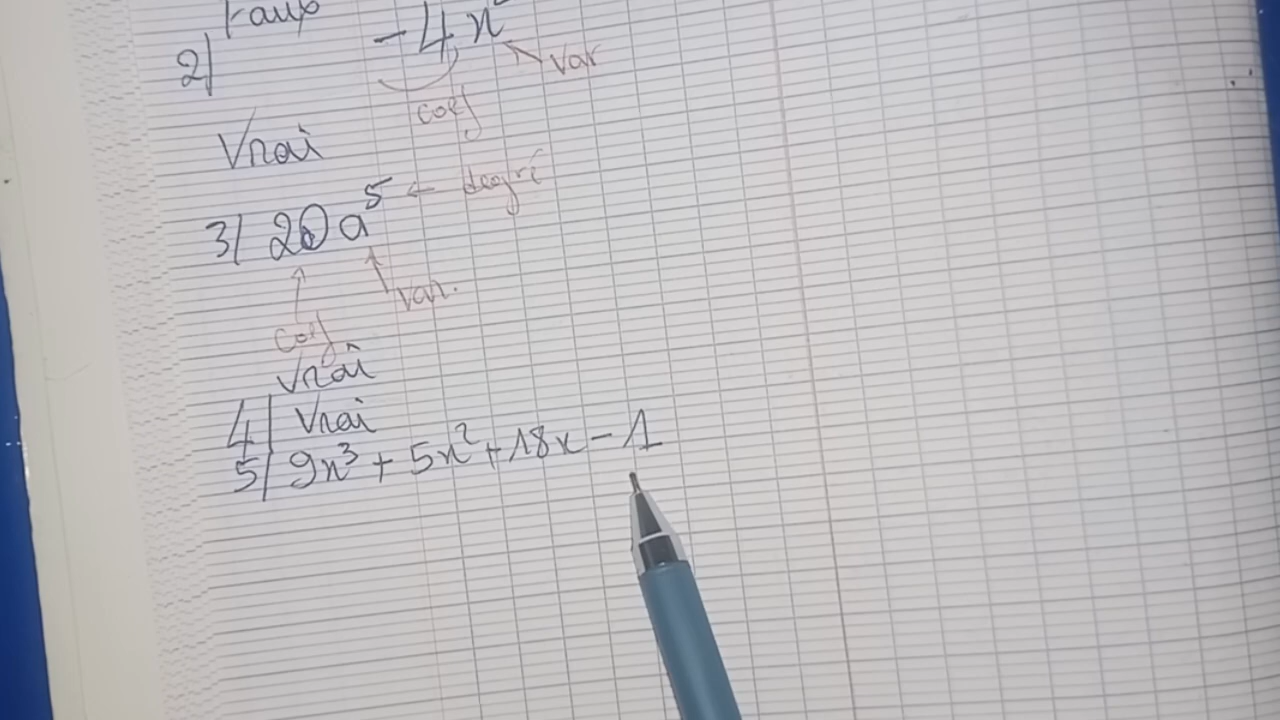 Faux
2) -4x²
var
coef
Vrai
3) 20a⁵ ← degré
var.
coef
Vrai
4) Vrai
5) 9x³ + 5x² + 18x - 1